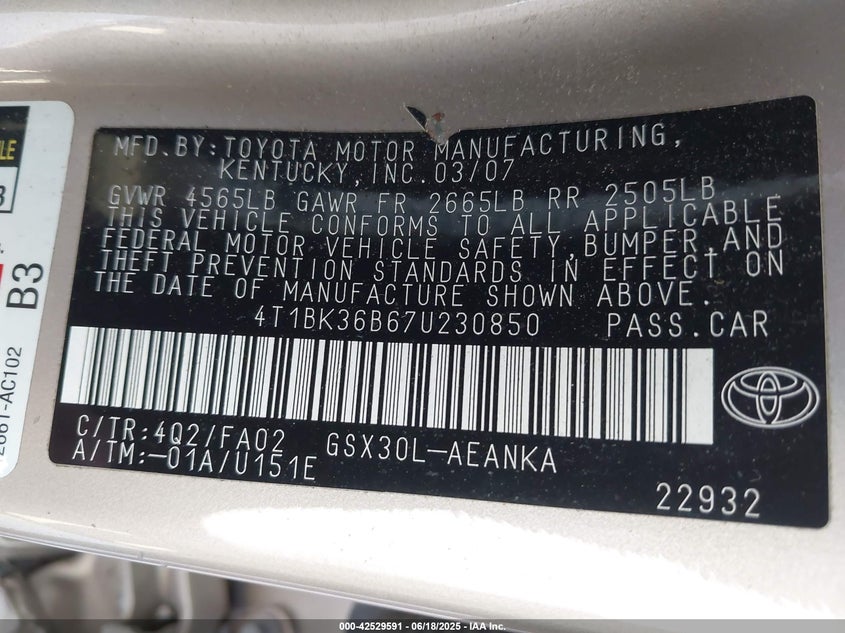 MFD.BY:TOYOTA MOTOR MANUFACTURING,
KENTUCKY,INC 03/07
GVWR 4565LB GAWR FR 2665LB RR 2505LB
THIS VEHICLE CONFORMS TO ALL APPLICABLE
FEDERAL MOTOR VEHICLE SAFETY,BUMPER,AND
THEFT PREVENTION STANDARDS IN EFFECT ON
THE DATE OF MANUFACTURE SHOWN ABOVE.
4T1BK36B67U230850 PASS.CAR
C/TR:4Q2/FA02 GSX30L-AEANKA
A/TM:-01A/U151E
22932
B3
000-42529591 - 06/18/2025 - IAAI Copart